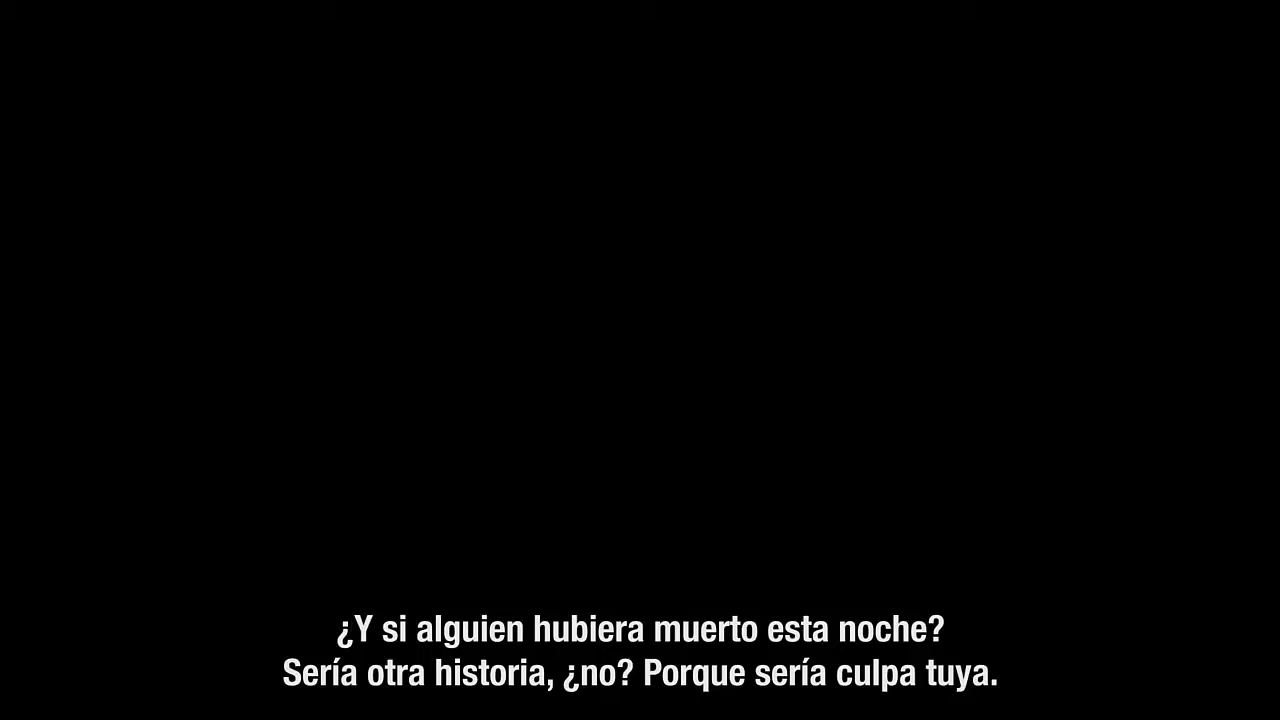 ¿Y si alguien hubiera muerto esta noche?
Sería otra historia, ¿no? Porque sería culpa tuya.